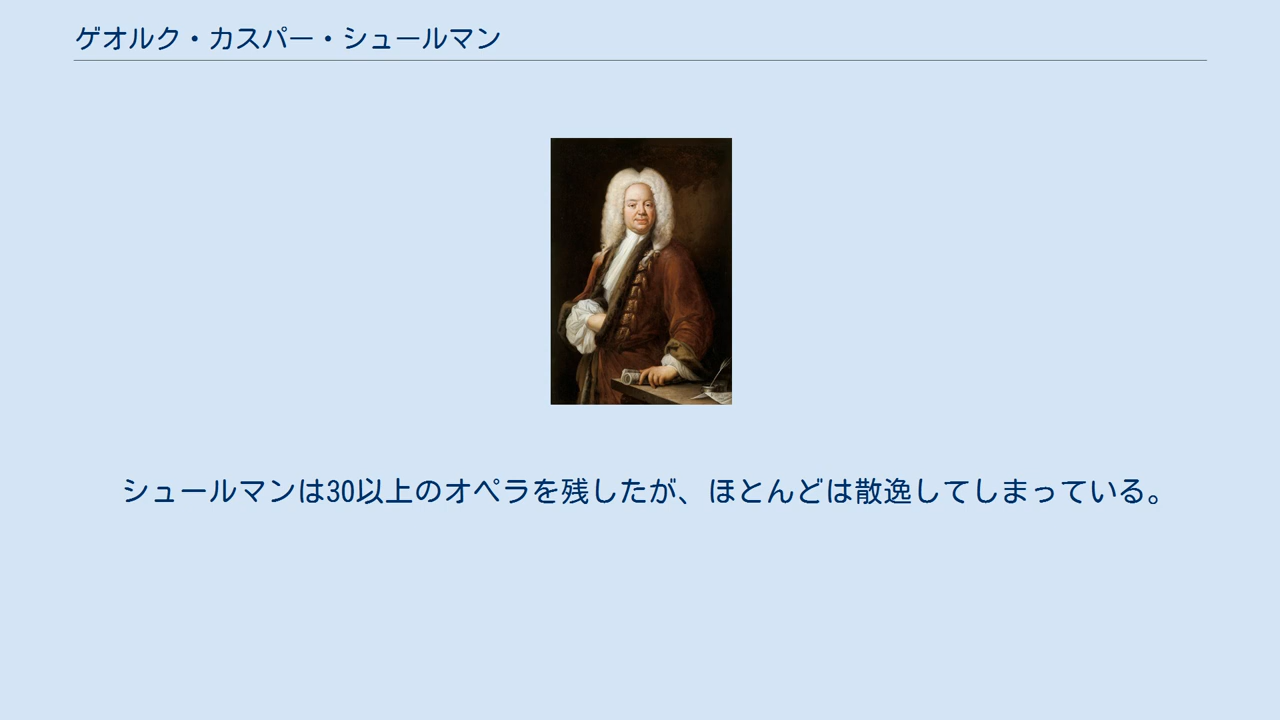 ゲオルク・カスパー・シュールマン
シュールマンは30以上のオペラを残したが、ほとんどは散逸してしまっている。